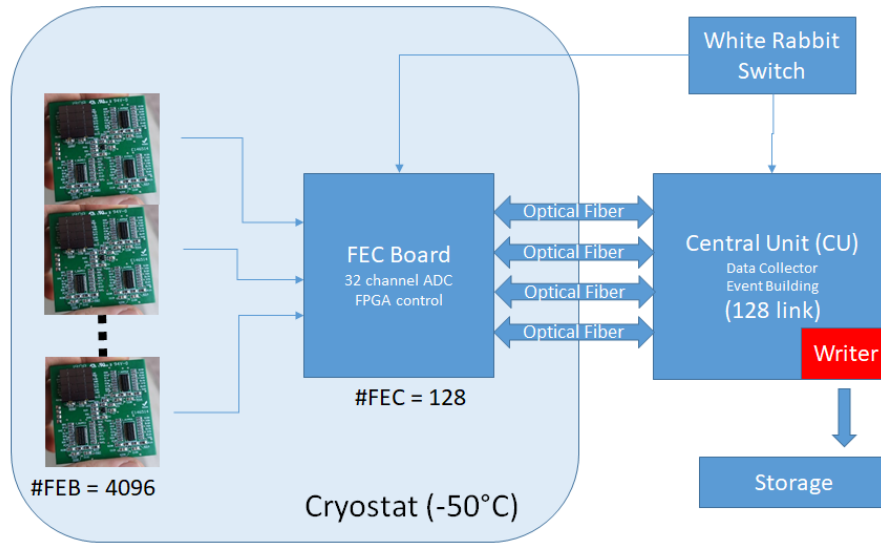 White Rabbit
Switch
FEC Board
32 channel ADC
FPGA control
Optical Fiber
Optical Fiber
Optical Fiber
Optical Fiber
Central Unit (CU)
Data Collector
Event Building
(128 link)
Writer
#FEC = 128
#FEB = 4096
Cryostat (-50°C)
Storage